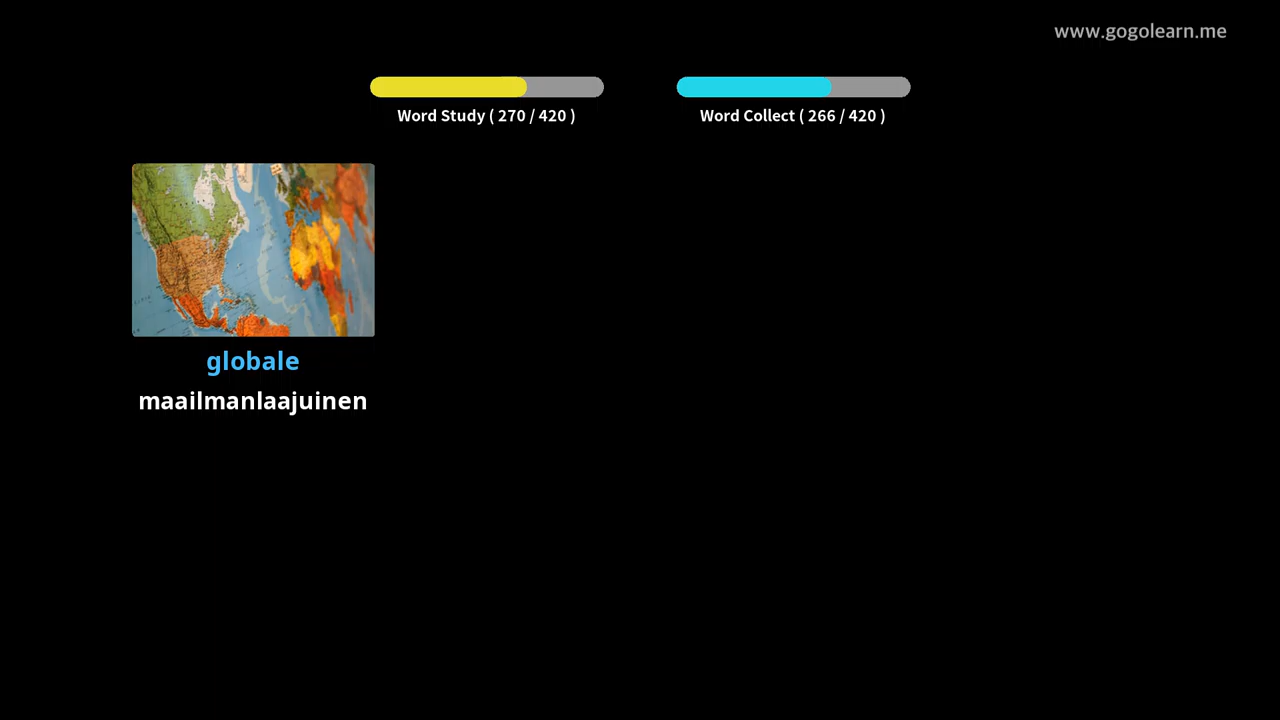 www.gogolearn.me
Word Study ( 270 / 420 )
Word Collect ( 266 / 420 )
globale
maailmanlaajuinen